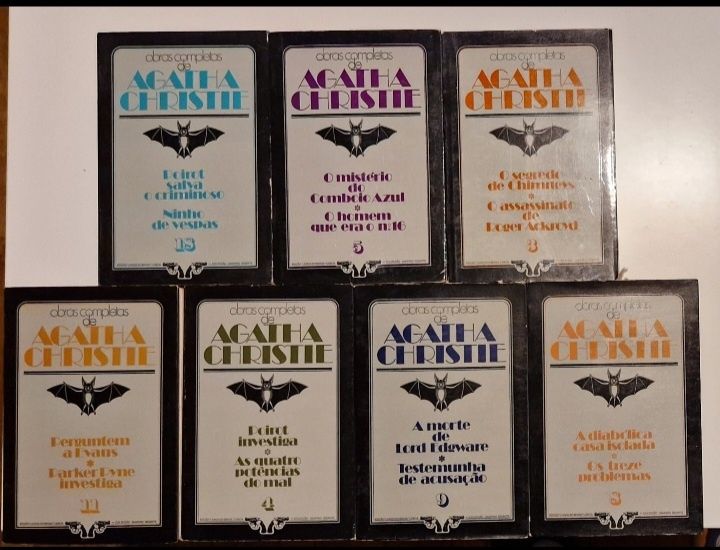 obras completas
de
AGATHA
CHRISTIE
Poirot
salva
o criminoso
Ninho
de vespas
13
obras completas
de
AGATHA
CHRISTIE
O mistério
do
Comboio Azul
*
O homem
que era o n.º 16
5
obras completas
de
AGATHA
CHRISTIE
O segredo
de Chimneys
*
O assassinato
de
Roger Ackroyd
3
obras completas
de
AGATHA
CHRISTIE
Perguntem
a Evans
*
Parker Pyne
investiga
11
obras completas
de
AGATHA
CHRISTIE
Poirot
investiga
*
As quatro
potências
do mal
4
obras completas
de
AGATHA
CHRISTIE
A morte
de
Lord Edgware
*
Testemunha
de acusação
9
obras completas
de
AGATHA
CHRISTIE
A diabólica
casa isolada
*
Os treze
problemas